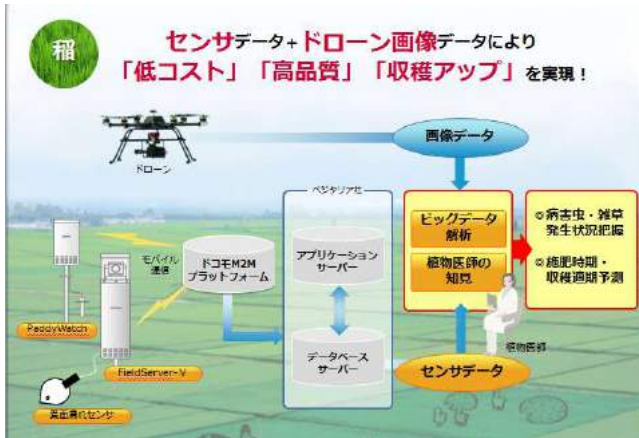 稲
センサデータ+ドローン画像データにより
「低コスト」「高品質」「収穫アップ」を実現!
ドローン
画像データ
ベジタリア社
モバイル
通信
ドコモM2M
プラットフォーム
アプリケーション
サーバー
データベース
サーバー
ビッグデータ
解析
植物医師の
知見
◎病害虫・雑草
発生状況把握
◎施肥時期・
収穫適期予測
PaddyWatch
FieldServer-V
葉面濡れセンサ
植物医師
センサデータ